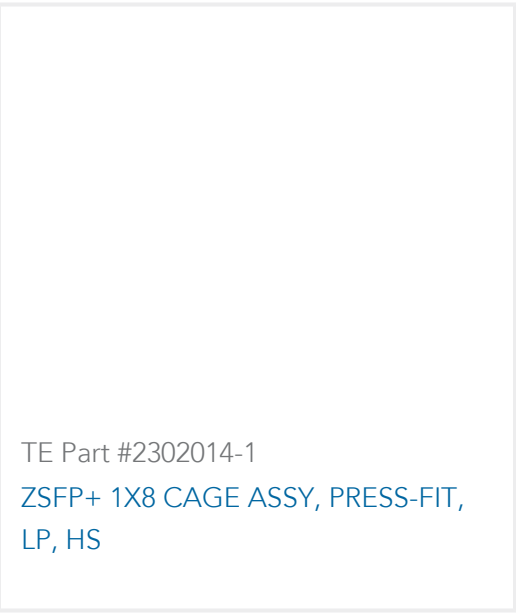 TE Part #2302014-1
ZSFP+ 1X8 CAGE ASSY, PRESS-FIT,
LP, HS